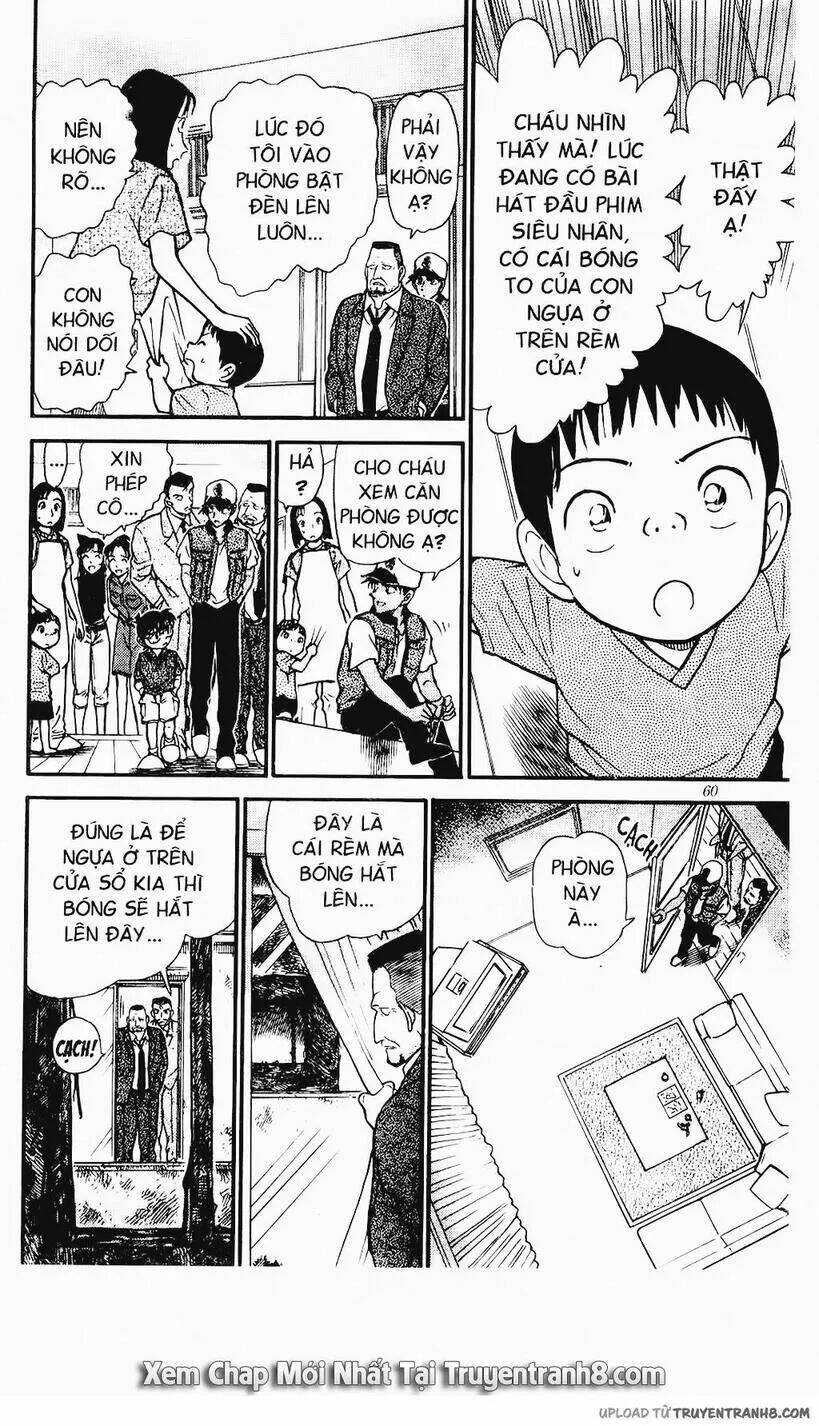 THẬT
ĐẤY
Ạ!
CHÁU NHÌN
THẤY MÀ! LÚC
ĐANG CÓ BÀI
HÁT ĐẦU PHIM
SIÊU NHÂN,
CÓ CÁI BÓNG
TO CỦA CON
NGỰA Ở
TRÊN RÈM
CỬA!
PHẢI
VẬY
KHÔNG
Ạ?
LÚC ĐÓ
TÔI VÀO
PHÒNG BẬT
ĐÈN LÊN
LUÔN...
NÊN
KHÔNG
RÕ...
CON
KHÔNG
NÓI DỐI
ĐÂU!
CHO CHÁU
XEM CĂN
PHÒNG ĐƯỢC
KHÔNG Ạ?
HẢ
?
XIN
PHÉP
CÔ...
...
60
CẠCH!
PHÒNG
NÀY
À...
ĐÂY LÀ
CÁI RÈM MÀ
BÓNG HẮT
LÊN...
ĐÚNG LÀ ĐỂ
NGỰA Ở TRÊN
CỬA SỔ KIA THÌ
BÓNG SẼ HẮT
LÊN ĐÂY...
CẠCH!
Xem Chap Mới Nhất Tại Truyentranh8.com
UPLOAD TỪ TRUYENTRANH8.COM